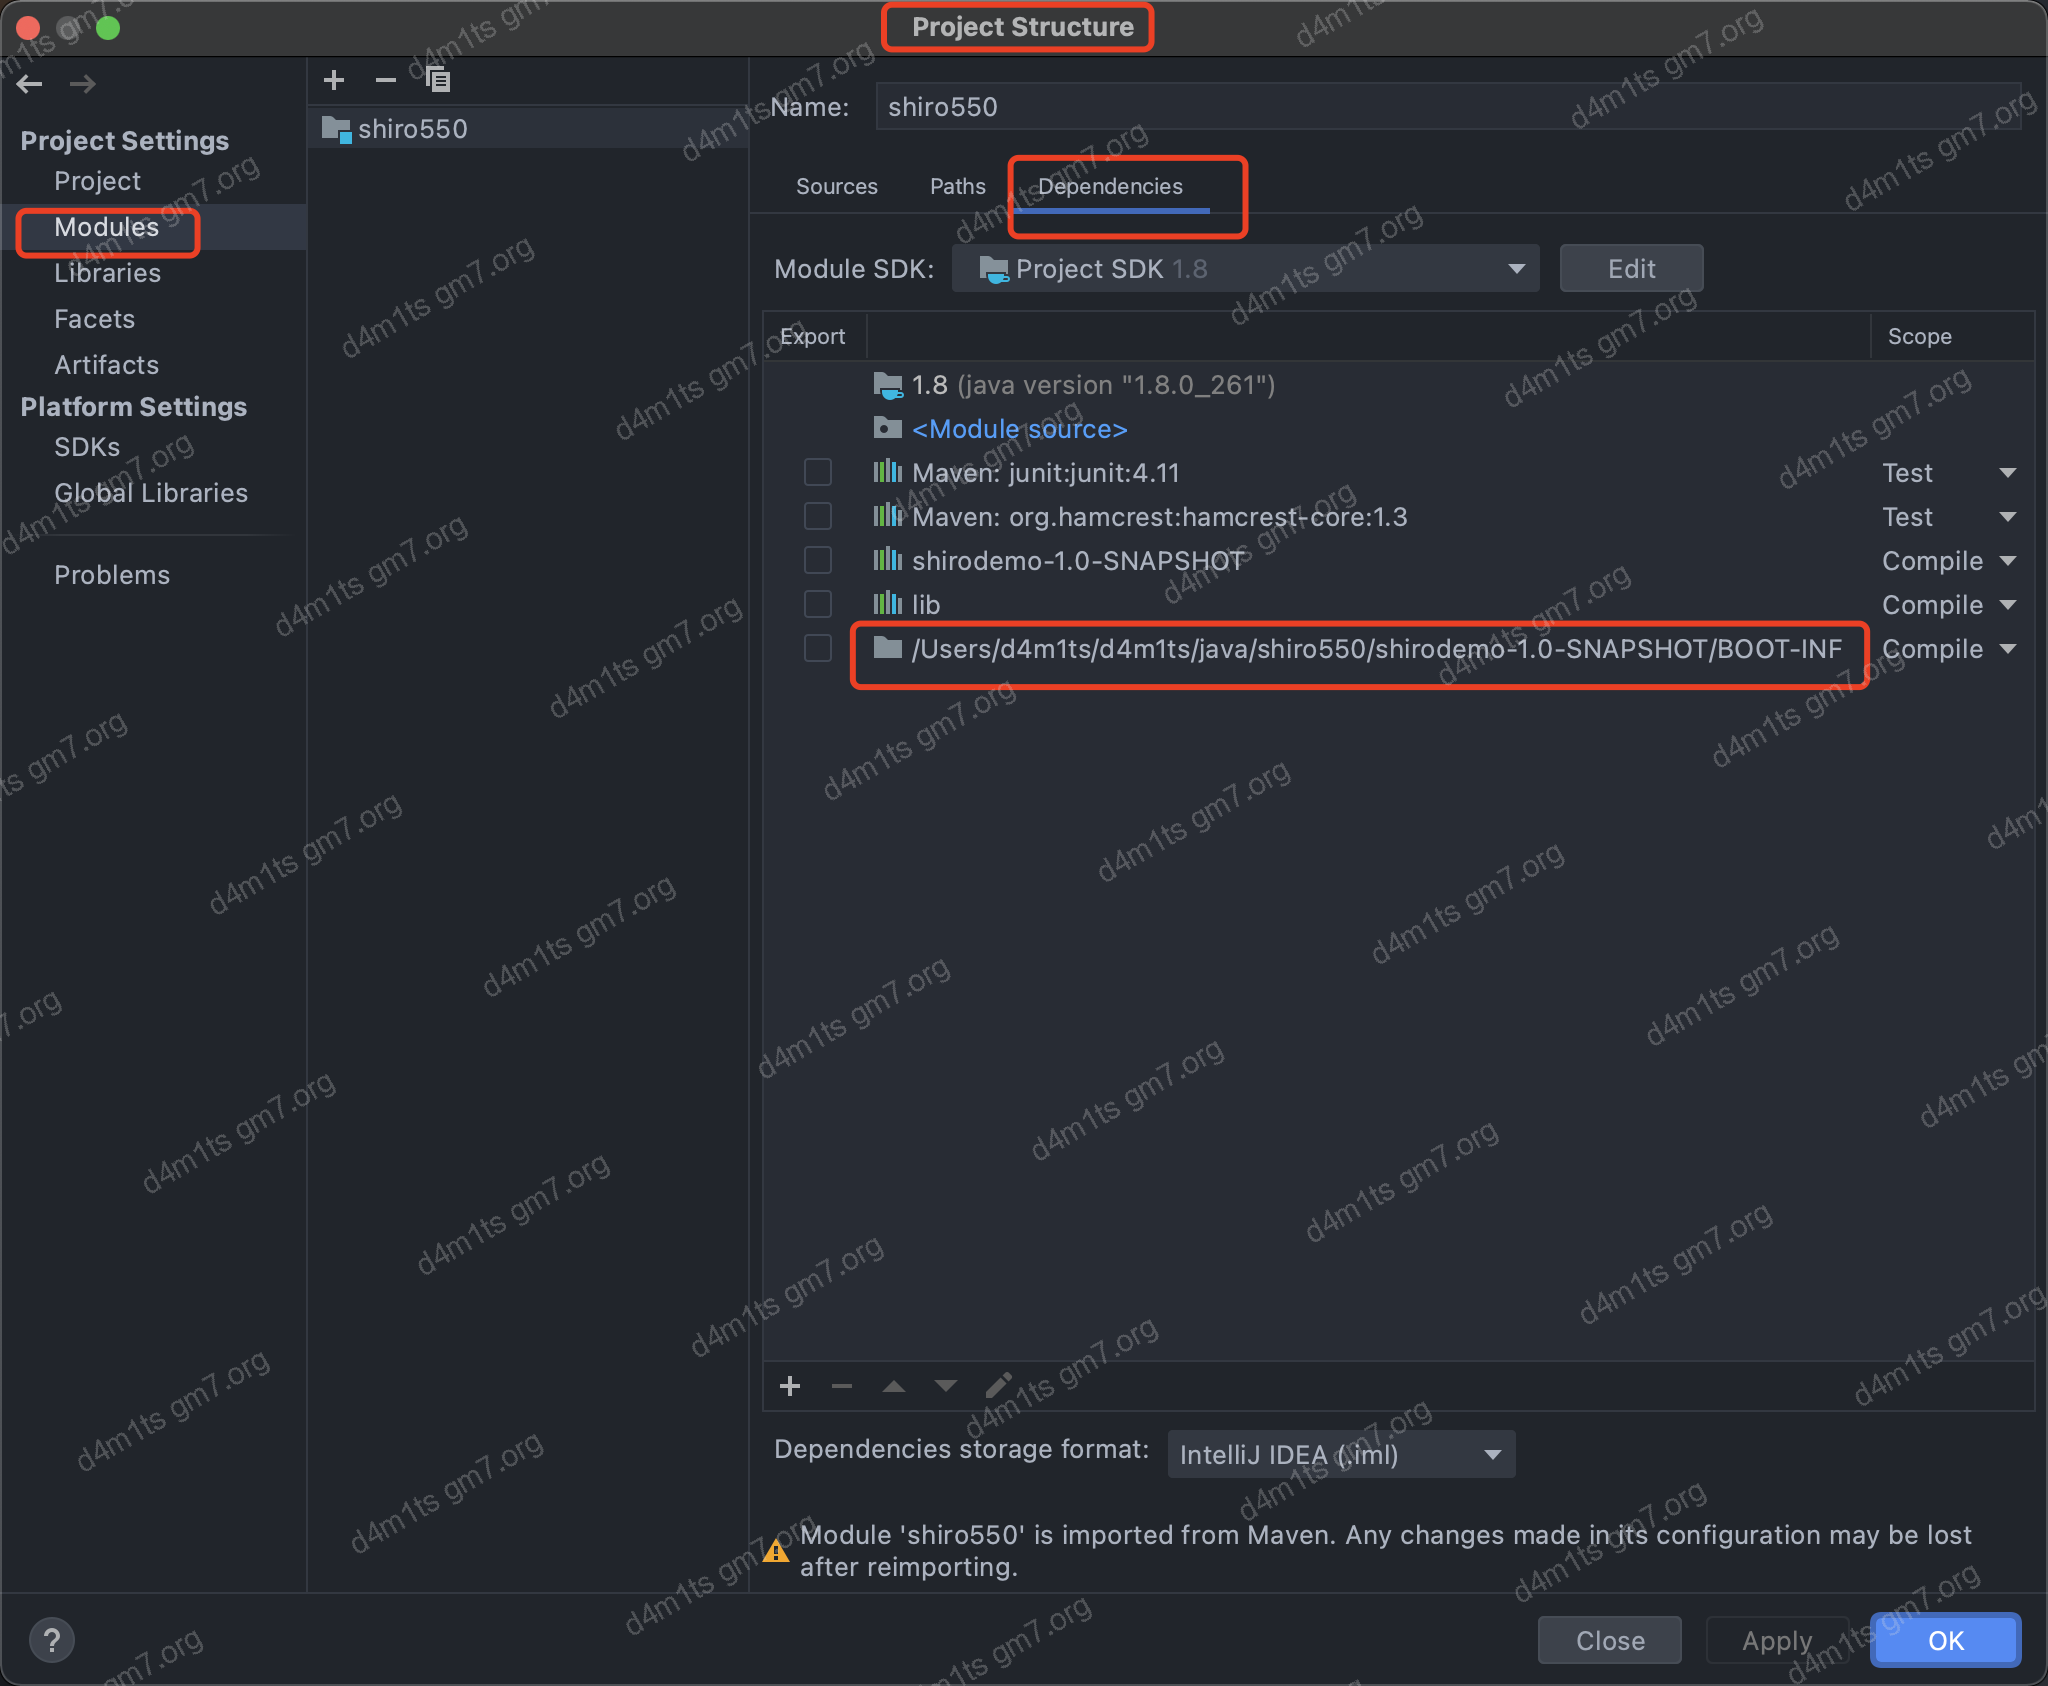 Project Structure
Project Settings
Project
Modules
Libraries
Facets
Artifacts
Platform Settings
SDKs
Global Libraries
Problems
shiro550
Name: shiro550
Sources Paths Dependencies
Module SDK: Project SDK 1.8 Edit
Export Scope
1.8 (java version "1.8.0_261")
<Module source>
Maven: junit:junit:4.11 Test
Maven: org.hamcrest:hamcrest-core:1.3 Test
shirodemo-1.0-SNAPSHOT Compile
lib Compile
/Users/d4m1ts/d4m1ts/java/shiro550/shirodemo-1.0-SNAPSHOT/BOOT-INF Compile
Dependencies storage format: IntelliJ IDEA (.iml)
Module 'shiro550' is imported from Maven. Any changes made in its configuration may be lost
after reimporting.
? Close Apply OK
d4m1ts gm7.org